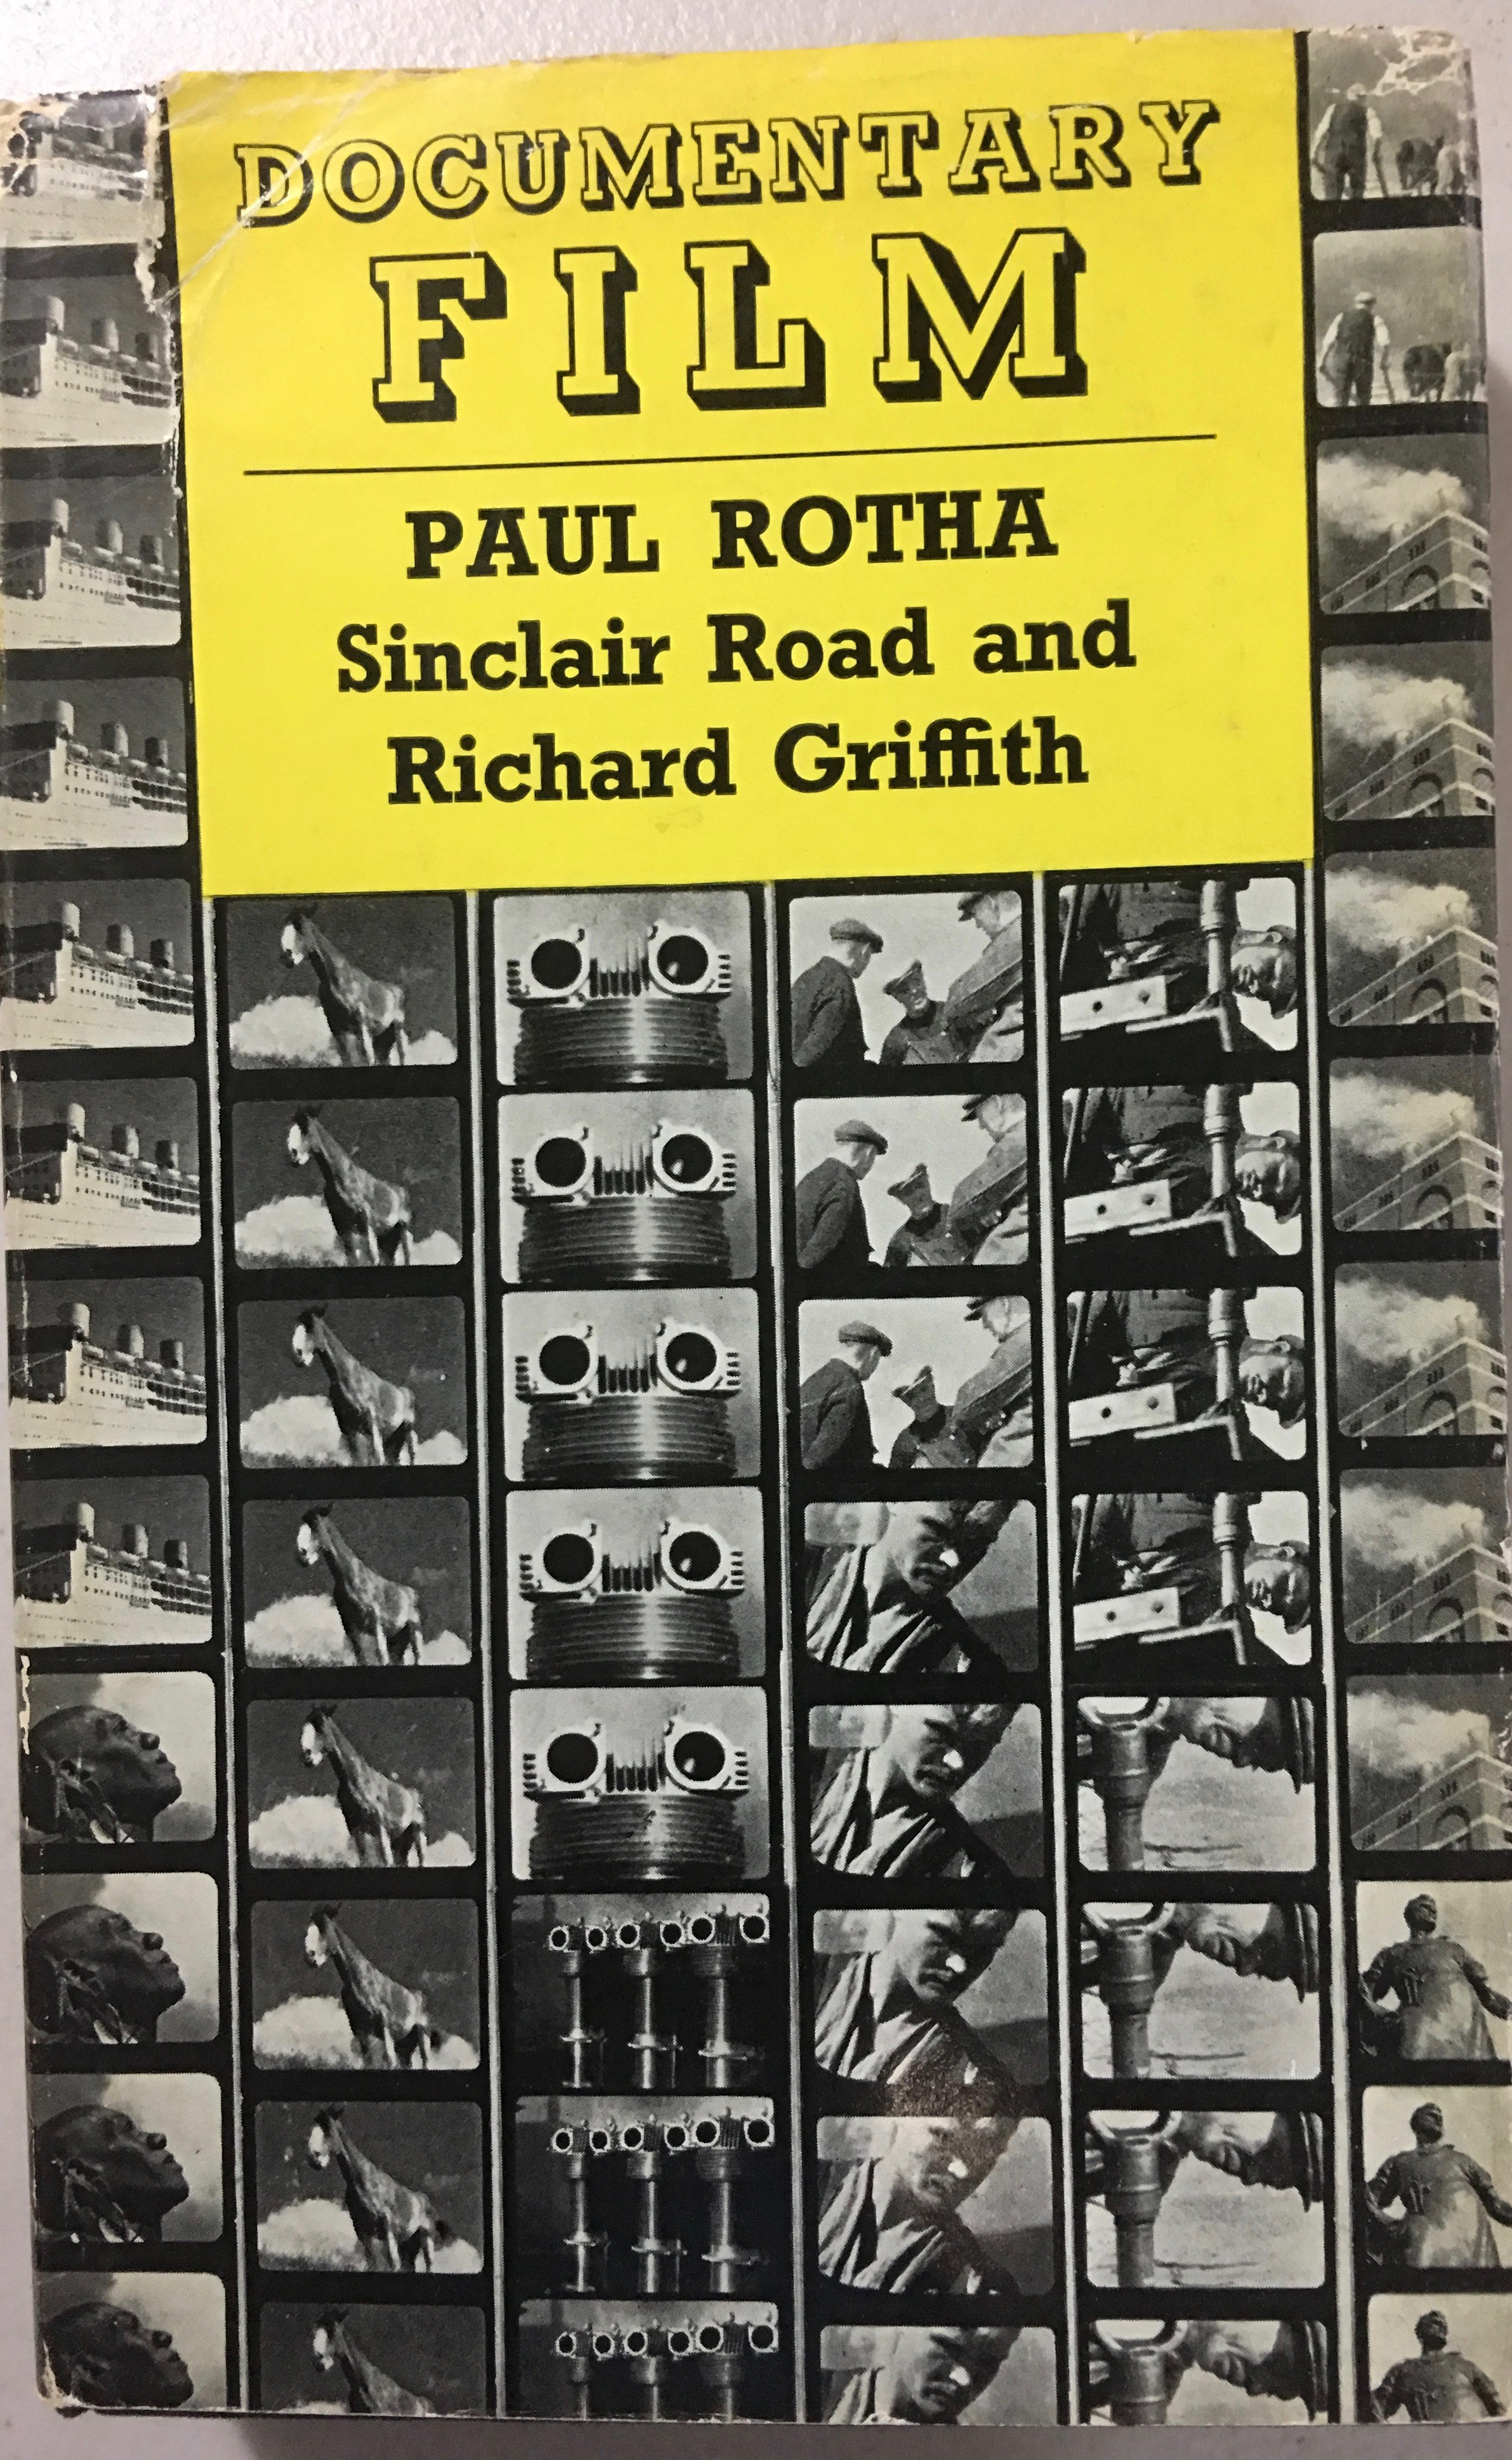 DOCUMENTARY
FILM
PAUL ROTHA
Sinclair Road and
Richard Griffith